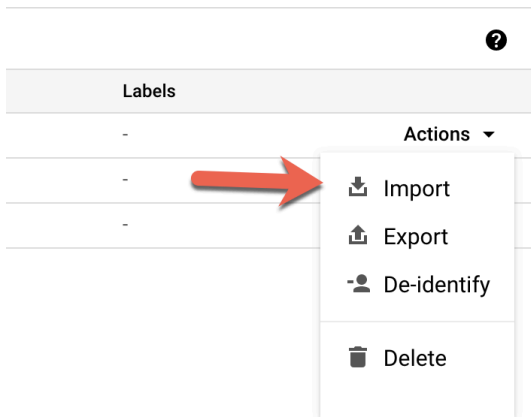 ?
Labels
- Actions
- Import
- Export
De-identify
Delete